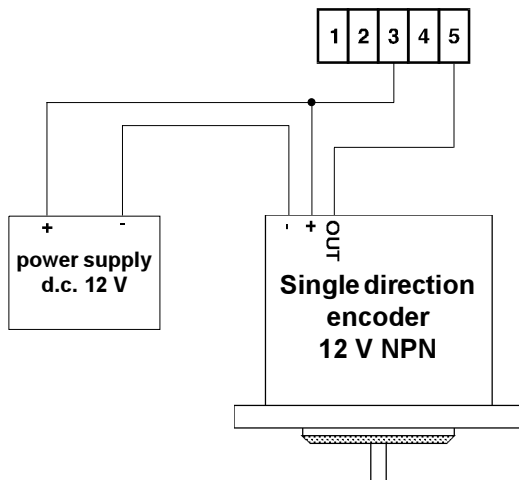 1 2 3 4 5
+ -
power supply
d.c. 12 V
- + OUT
Single direction
encoder
12 V NPN